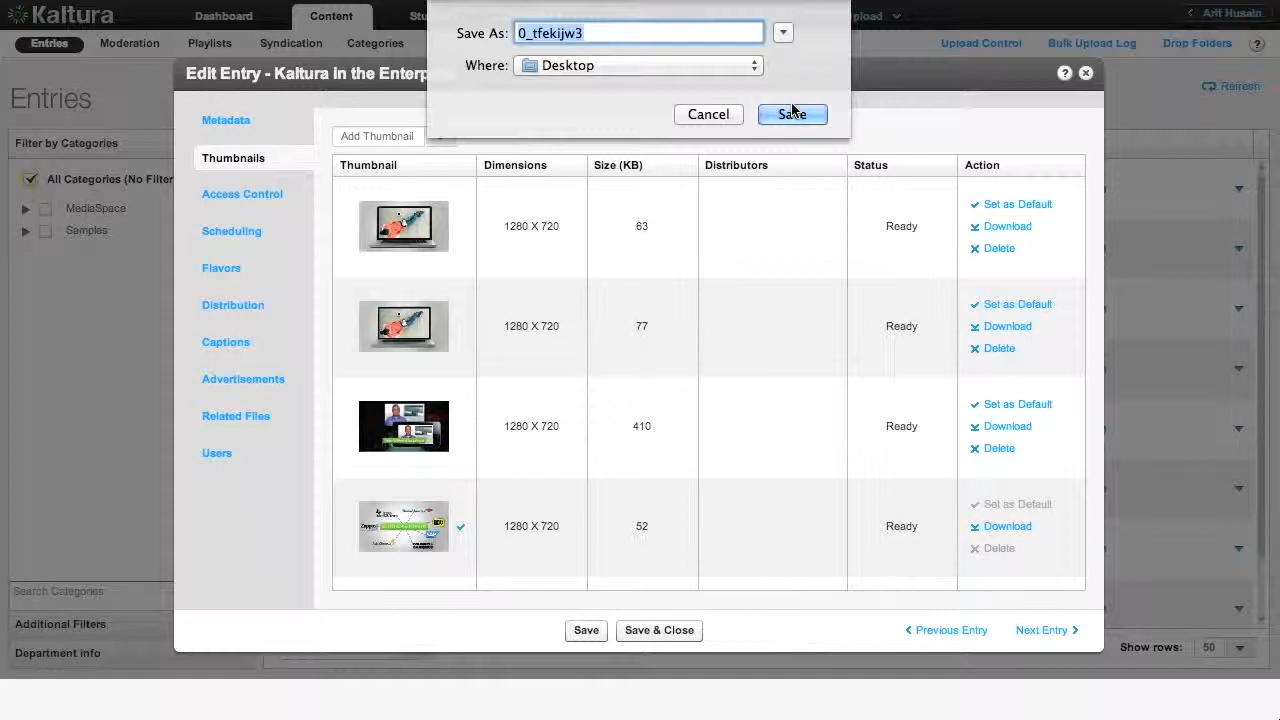 Kaltura
Dashboard
Content
Upload
Arif Husain
Save As: 0_tfekijw3
Where: Desktop
Cancel
Save
Entries
Moderation
Playlists
Syndication
Categories
Upload Control
Bulk Upload Log
Drop Folders
?
Edit Entry - Kaltura in the Enterp
?
Entries
Refresh
Filter by Categories
All Categories (No Filter
MediaSpace
Samples
Search Categories
Additional Filters
Department info
Metadata
Thumbnails
Access Control
Scheduling
Flavors
Distribution
Captions
Advertisements
Related Files
Users
Add Thumbnail
Thumbnail Dimensions Size (KB) Distributors Status Action
1280 X 720 63 Ready
Set as Default
Download
Delete
1280 X 720 77 Ready
Set as Default
Download
Delete
1280 X 720 410 Ready
Set as Default
Download
Delete
1280 X 720 52 Ready
Set as Default
Download
Delete
Save
Save & Close
Previous Entry
Next Entry
Show rows: 50